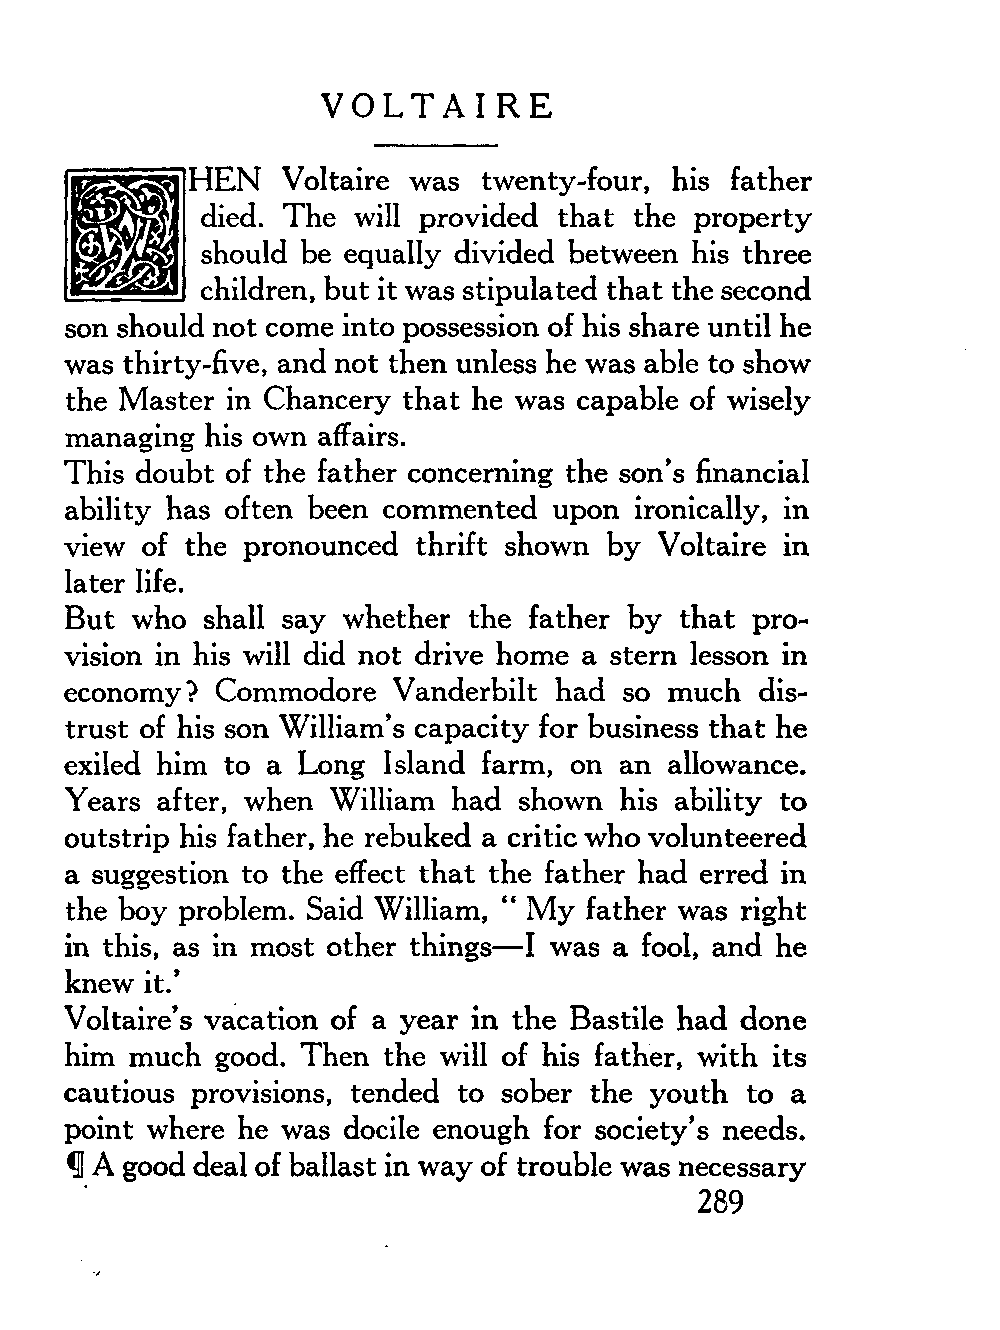 VOLTAIRE
WHEN Voltaire was twenty-four, his father
died. The will provided that the property
should be equally divided between his three
children, but it was stipulated that the second
son should not come into possession of his share until he
was thirty-five, and not then unless he was able to show
the Master in Chancery that he was capable of wisely
managing his own affairs.
This doubt of the father concerning the son's financial
ability has often been commented upon ironically, in
view of the pronounced thrift shown by Voltaire in
later life.
But who shall say whether the father by that pro-
vision in his will did not drive home a stern lesson in
economy? Commodore Vanderbilt had so much dis-
trust of his son William's capacity for business that he
exiled him to a Long Island farm, on an allowance.
Years after, when William had shown his ability to
outstrip his father, he rebuked a critic who volunteered
a suggestion to the effect that the father had erred in
the boy problem. Said William, “ My father was right
in this, as in most other things—I was a fool, and he
knew it.'
Voltaire's vacation of a year in the Bastile had done
him much good. Then the will of his father, with its
cautious provisions, tended to sober the youth to a
point where he was docile enough for society's needs.
¶ A good deal of ballast in way of trouble was necessary
289